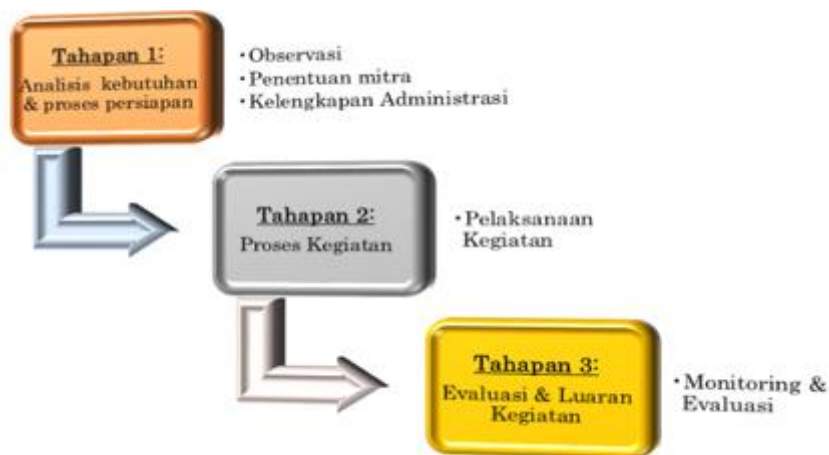 Tahapan 1:
Analisis kebutuhan
& proses persiapan
• Observasi
• Penentuan mitra
• Kelengkapan Administrasi
Tahapan 2:
Proses Kegiatan
• Pelaksanaan
Kegiatan
Tahapan 3:
Evaluasi & Luaran
Kegiatan
• Monitoring &
Evaluasi